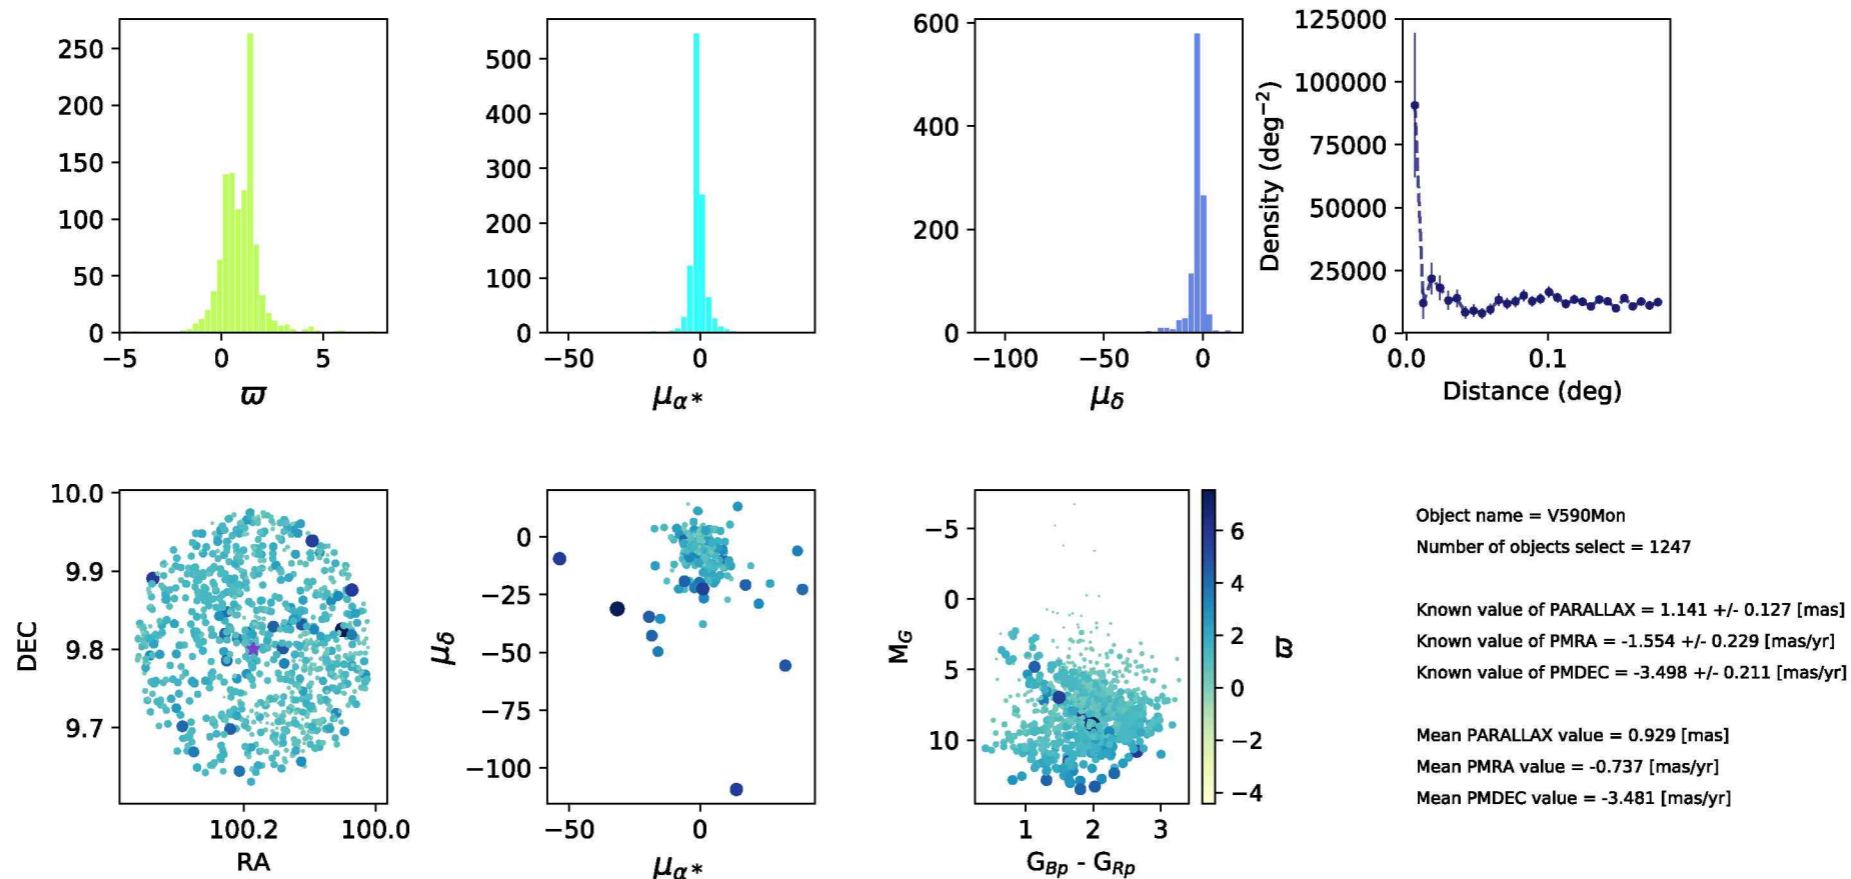 250
200
150
100
50
0
−5
0
5
ϖ
500
400
300
200
100
0
−50
0
μα*
600
400
200
0
−100
−50
0
μδ
Density (deg−2)
125000
100000
75000
50000
25000
0
0.0
0.1
Distance (deg)
DEC
10.0
9.9
9.8
9.7
100.2
100.0
RA
μδ
0
−25
−50
−75
−100
−50
0
μα*
MG
−5
0
5
10
1
2
3
GBp - GRp
6
4
2
0
−2
−4
ϖ
Object name = V590Mon
Number of objects select = 1247
Known value of PARALLAX = 1.141 +/- 0.127 [mas]
Known value of PMRA = -1.554 +/- 0.229 [mas/yr]
Known value of PMDEC = -3.498 +/- 0.211 [mas/yr]
Mean PARALLAX value = 0.929 [mas]
Mean PMRA value = -0.737 [mas/yr]
Mean PMDEC value = -3.481 [mas/yr]